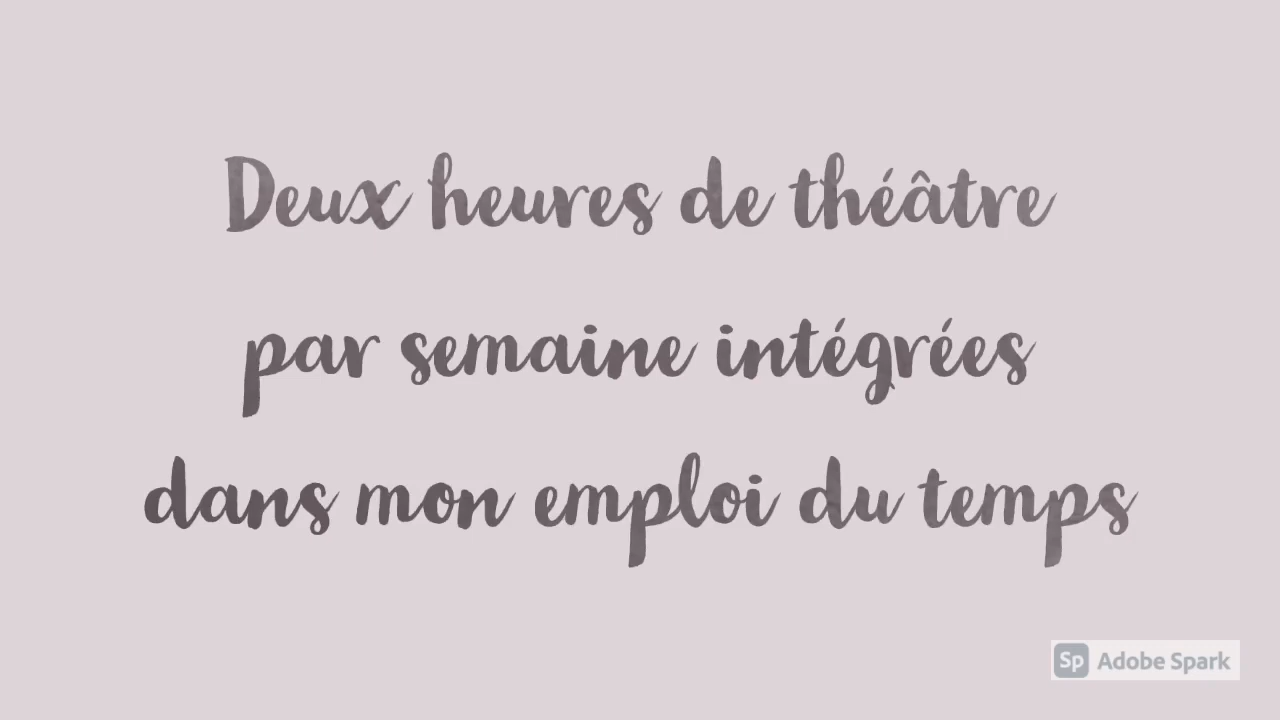 Deux heures de théâtre
par semaine intégrées
dans mon emploi du temps
Sp Adobe Spark